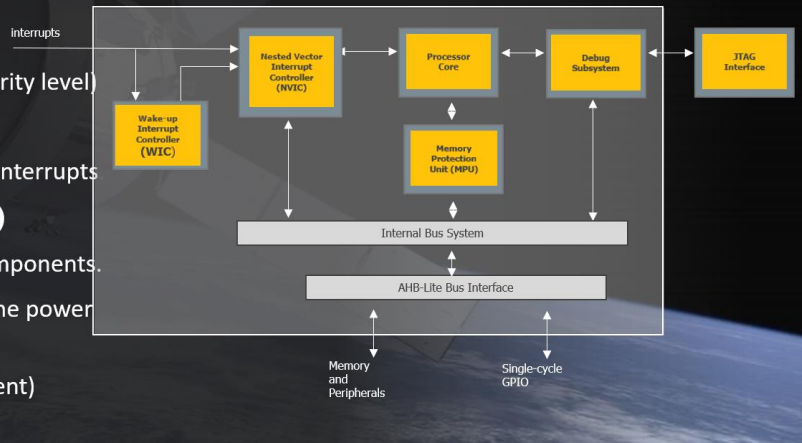 interrupts
rity level)
nterrupts
)
mponents.
he power
ent)
Nested Vector
Interrupt
Controller
(NVIC)
Processor
Core
Debug
Subsystem
JTAG
Interface
Wake-up
Interrupt
Controller
(WIC)
Memory
Protection
Unit (MPU)
Internal Bus System
AHB-Lite Bus Interface
Memory
and
Peripherals
Single-cycle
GPIO